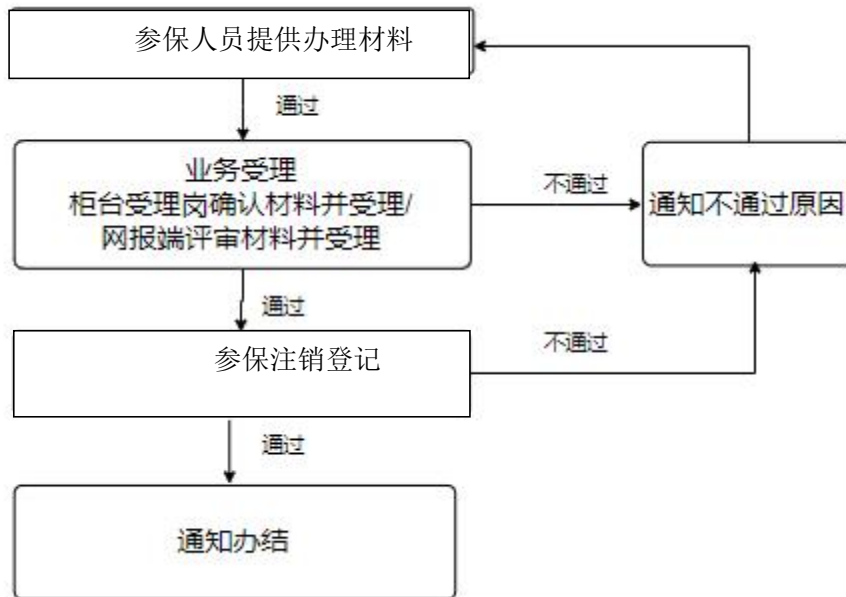 参保人员提供办理材料
通过
业务受理
柜台受理岗确认材料并受理/
网报端评审材料并受理
不通过
通知不通过原因
通过
参保注销登记
不通过
通过
通知办结